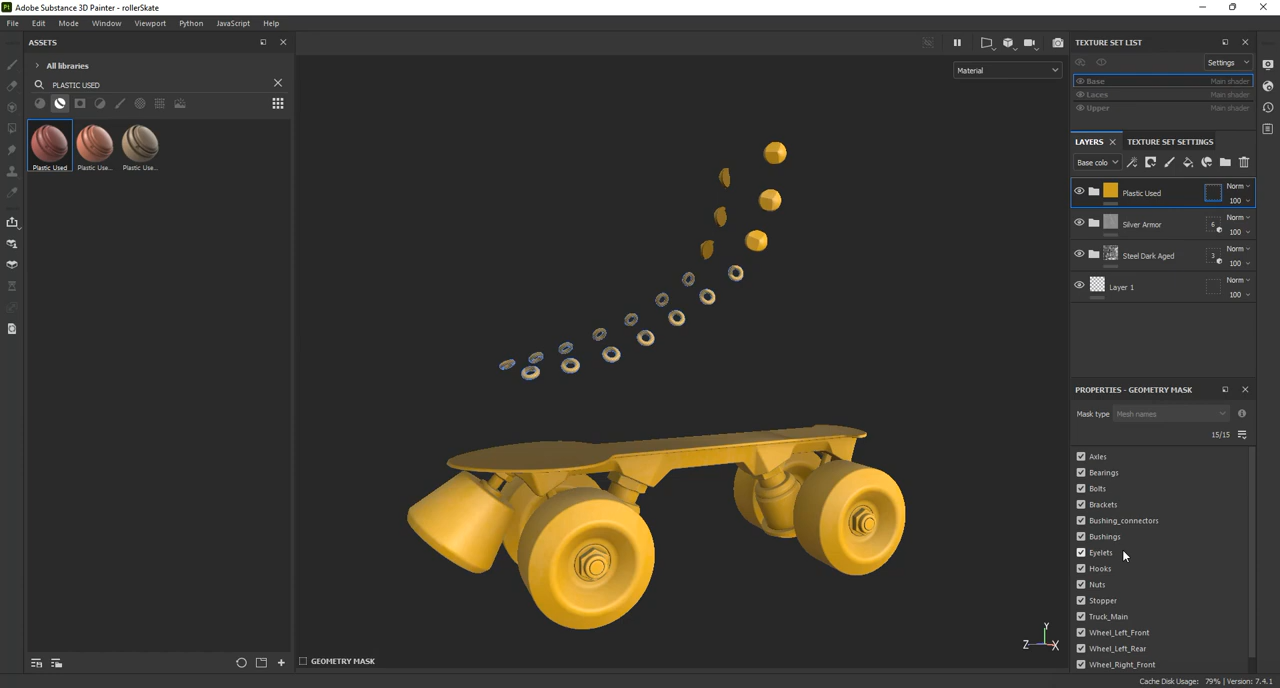 Adobe Substance 3D Painter - rollerSkate
File Edit Mode Window Viewport Python JavaScript Help
ASSETS
All libraries
PLASTIC USED
Plastic Used Plastic Use... Plastic Use...
Material
GEOMETRY MASK
Y
Z X
TEXTURE SET LIST
Settings
Base Main shader
Laces Main shader
Upper Main shader
LAYERS TEXTURE SET SETTINGS
Base colo
Plastic Used Norm
100
Silver Armor 6 Norm
100
Steel Dark Aged 3 Norm
100
Layer 1 Norm
100
PROPERTIES - GEOMETRY MASK
Mask type Mesh names
15/15
Axles
Bearings
Bolts
Brackets
Bushing_connectors
Bushings
Eyelets
Hooks
Nuts
Stopper
Truck_Main
Wheel_Left_Front
Wheel_Left_Rear
Wheel_Right_Front
Cache Disk Usage: 79% | Version: 7.4.1